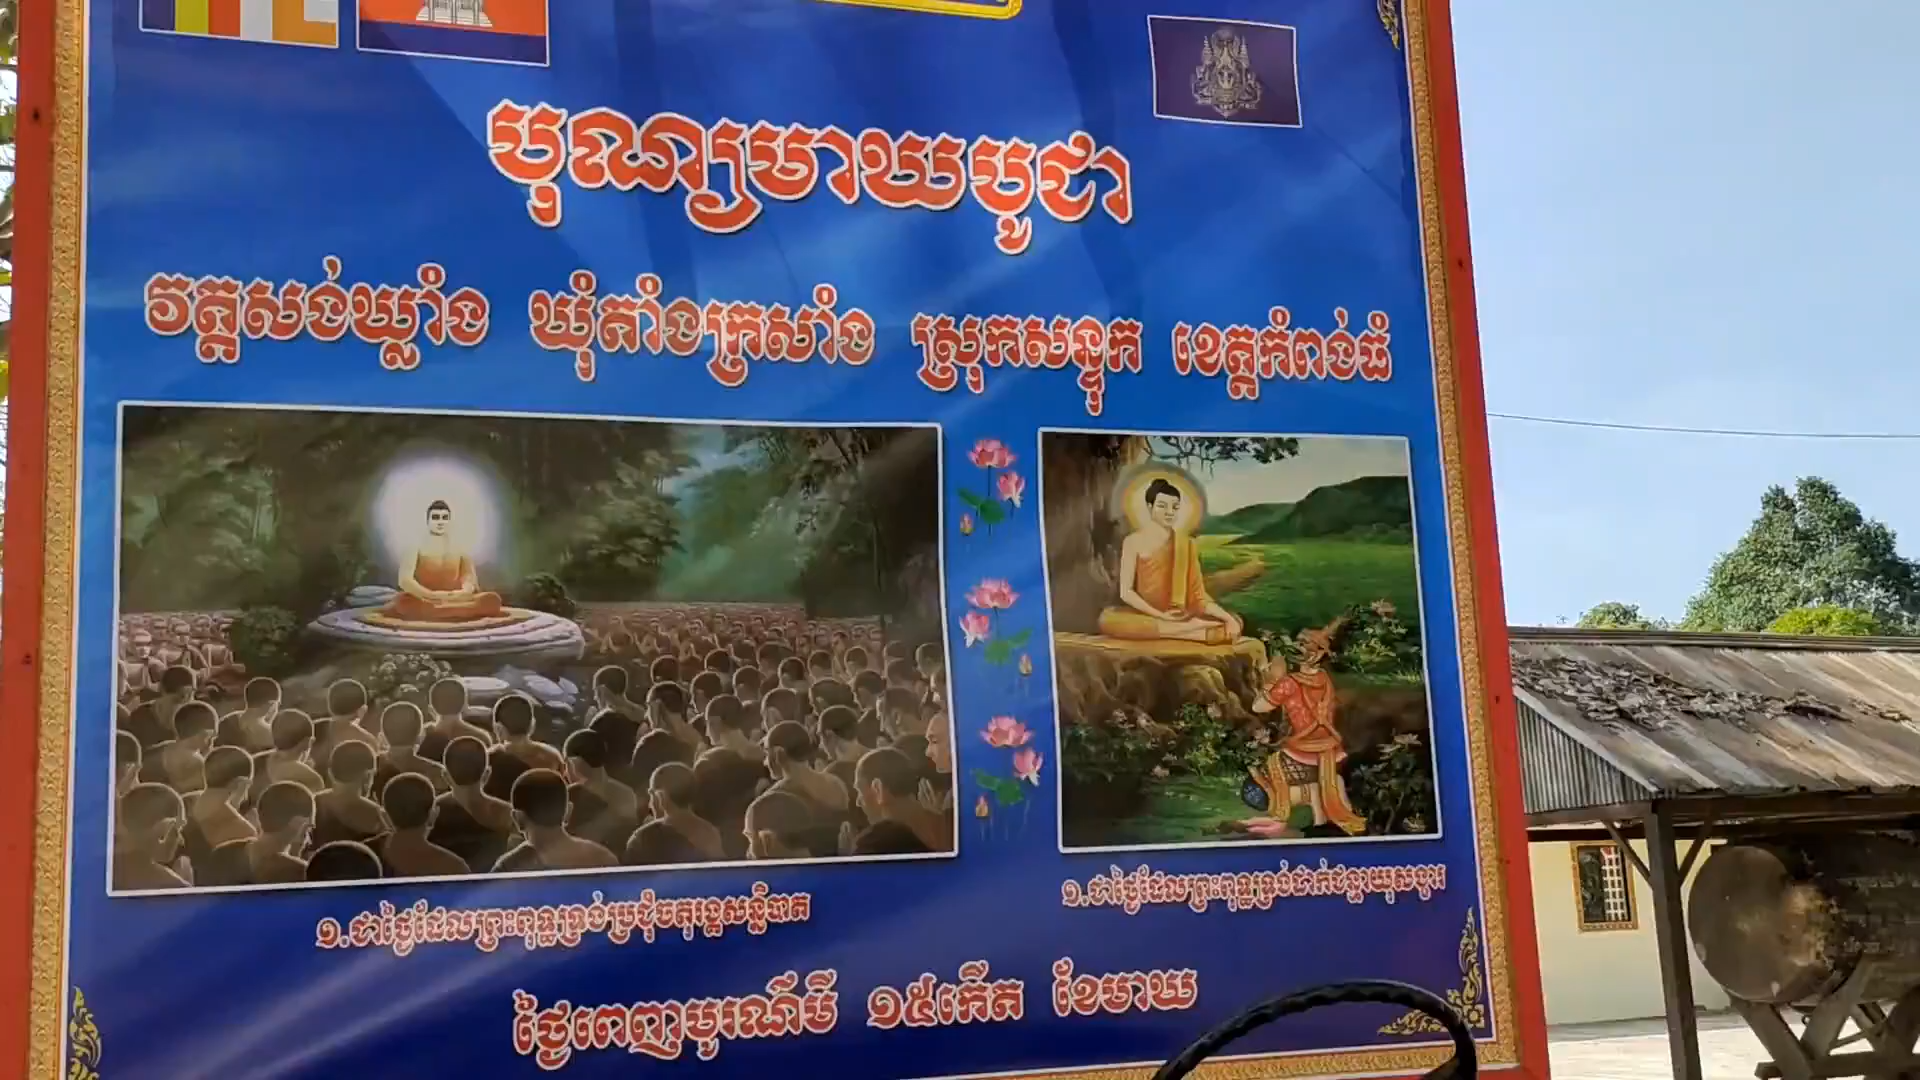 បុណ្យមាឃបូជា
វត្តសង់ឃ្លាំង ឃុំតាំងក្រសាំង ស្រុកសន្ទុក ខេត្តកំពង់ធំ
១.ជាថ្ងៃដែលព្រះពុទ្ធទ្រង់ប្រជុំចតុរង្គសន្និបាត
១.ជាថ្ងៃដែលព្រះពុទ្ធទ្រង់ដាក់ជន្មាយុសង្ខារ
ថ្ងៃពេញបូរណ៍មី ១៥កើត ខែមាឃ